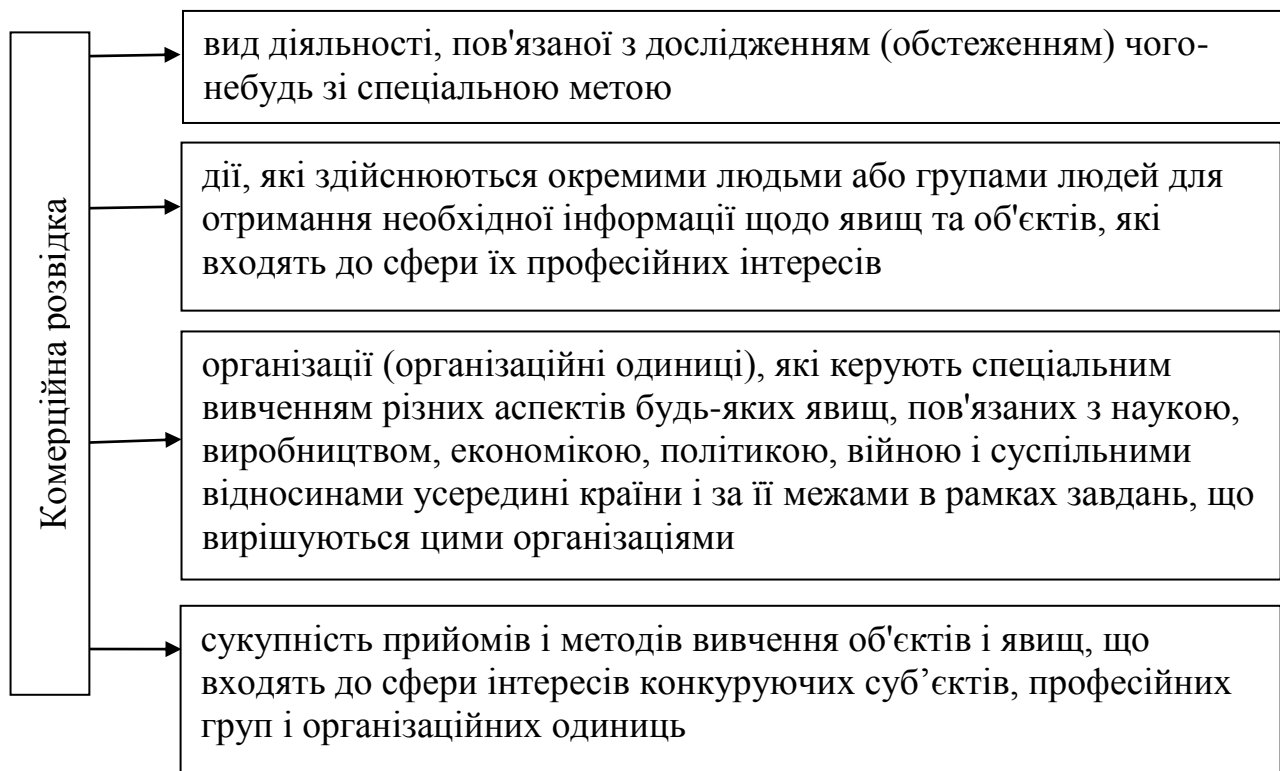 Комерційна розвідка
вид діяльності, пов'язаної з дослідженням (обстеженням) чого-
небудь зі спеціальною метою
дії, які здійснюються окремими людьми або групами людей для
отримання необхідної інформації щодо явищ та об'єктів, які
входять до сфери їх професійних інтересів
організації (організаційні одиниці), які керують спеціальним
вивченням різних аспектів будь-яких явищ, пов'язаних з наукою,
виробництвом, економікою, політикою, війною і суспільними
відносинами усередині країни і за її межами в рамках завдань, що
вирішуються цими організаціями
сукупність прийомів і методів вивчення об'єктів і явищ, що
входять до сфери інтересів конкуруючих суб’єктів, професійних
груп і організаційних одиниць